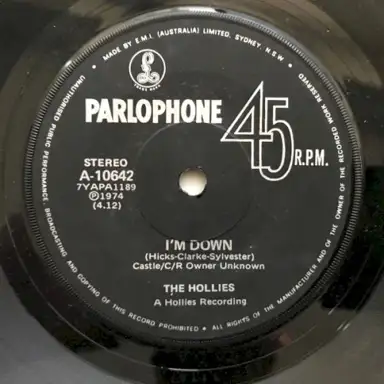 MADE BY E.M.I. (AUSTRALIA) LIMITED, SYDNEY, N.S.W.
PARLOPHONE
45
R.P.M.
STEREO
A-10642
7YAPA1189
Ⓟ1974
(4.12)
I'M DOWN
(Hicks-Clarke-Sylvester)
Castle/C/R Owner Unknown
THE HOLLIES
A Hollies Recording
UNAUTHORISED PUBLIC PERFORMANCE, BROADCASTING AND COPYING OF THIS RECORD PROHIBITED • ALL RIGHTS OF THE MANUFACTURER AND OF THE OWNER OF THE RECORDED WORK RESERVED